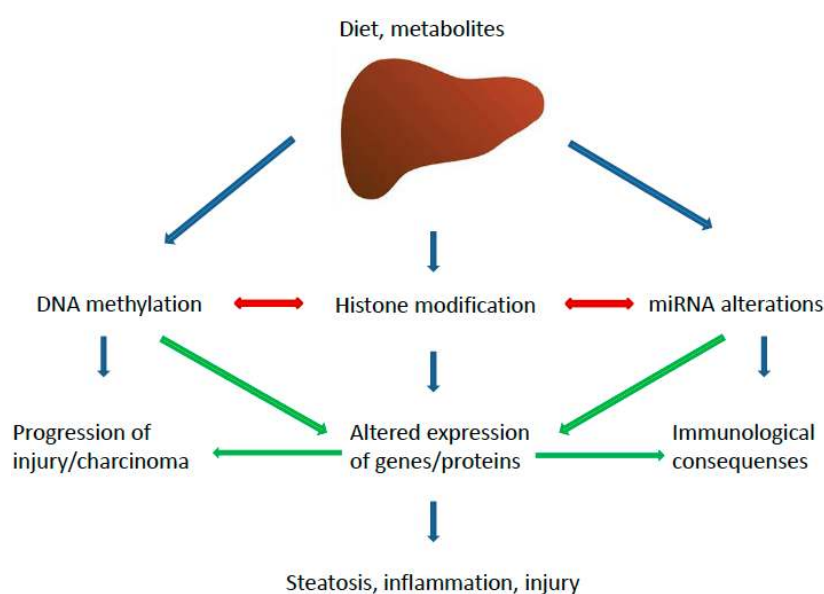 Diet, metabolites
DNA methylation
Histone modification
miRNA alterations
Progression of
injury/charcinoma
Altered expression
of genes/proteins
Immunological
consequenses
Steatosis, inflammation, injury